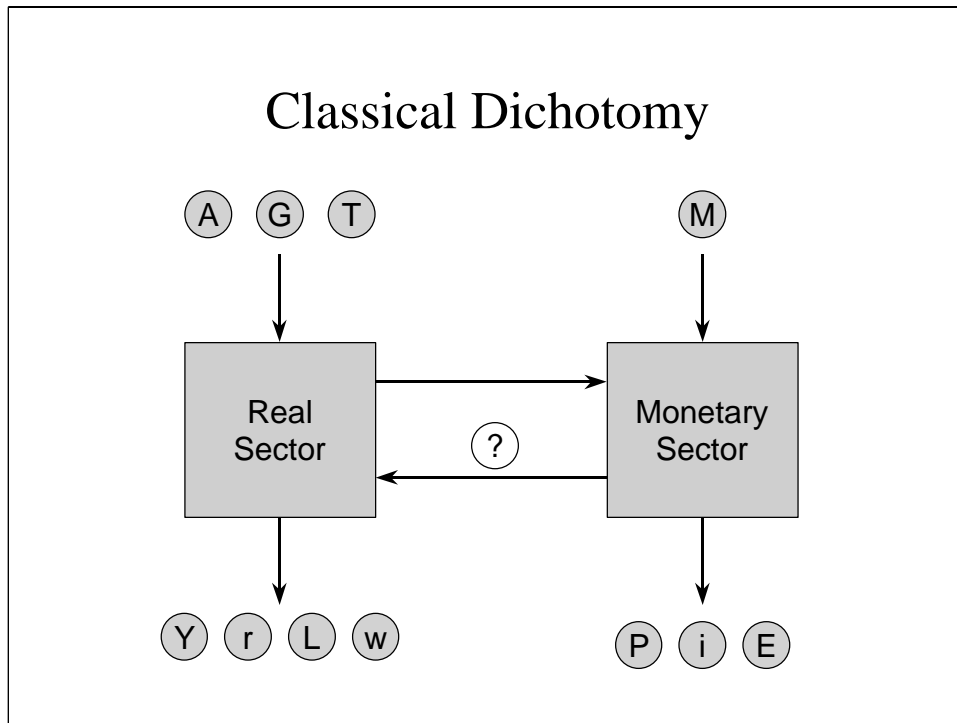 Classical Dichotomy
A G T
M
Real
Sector
?
Monetary
Sector
Y r L w
P i E